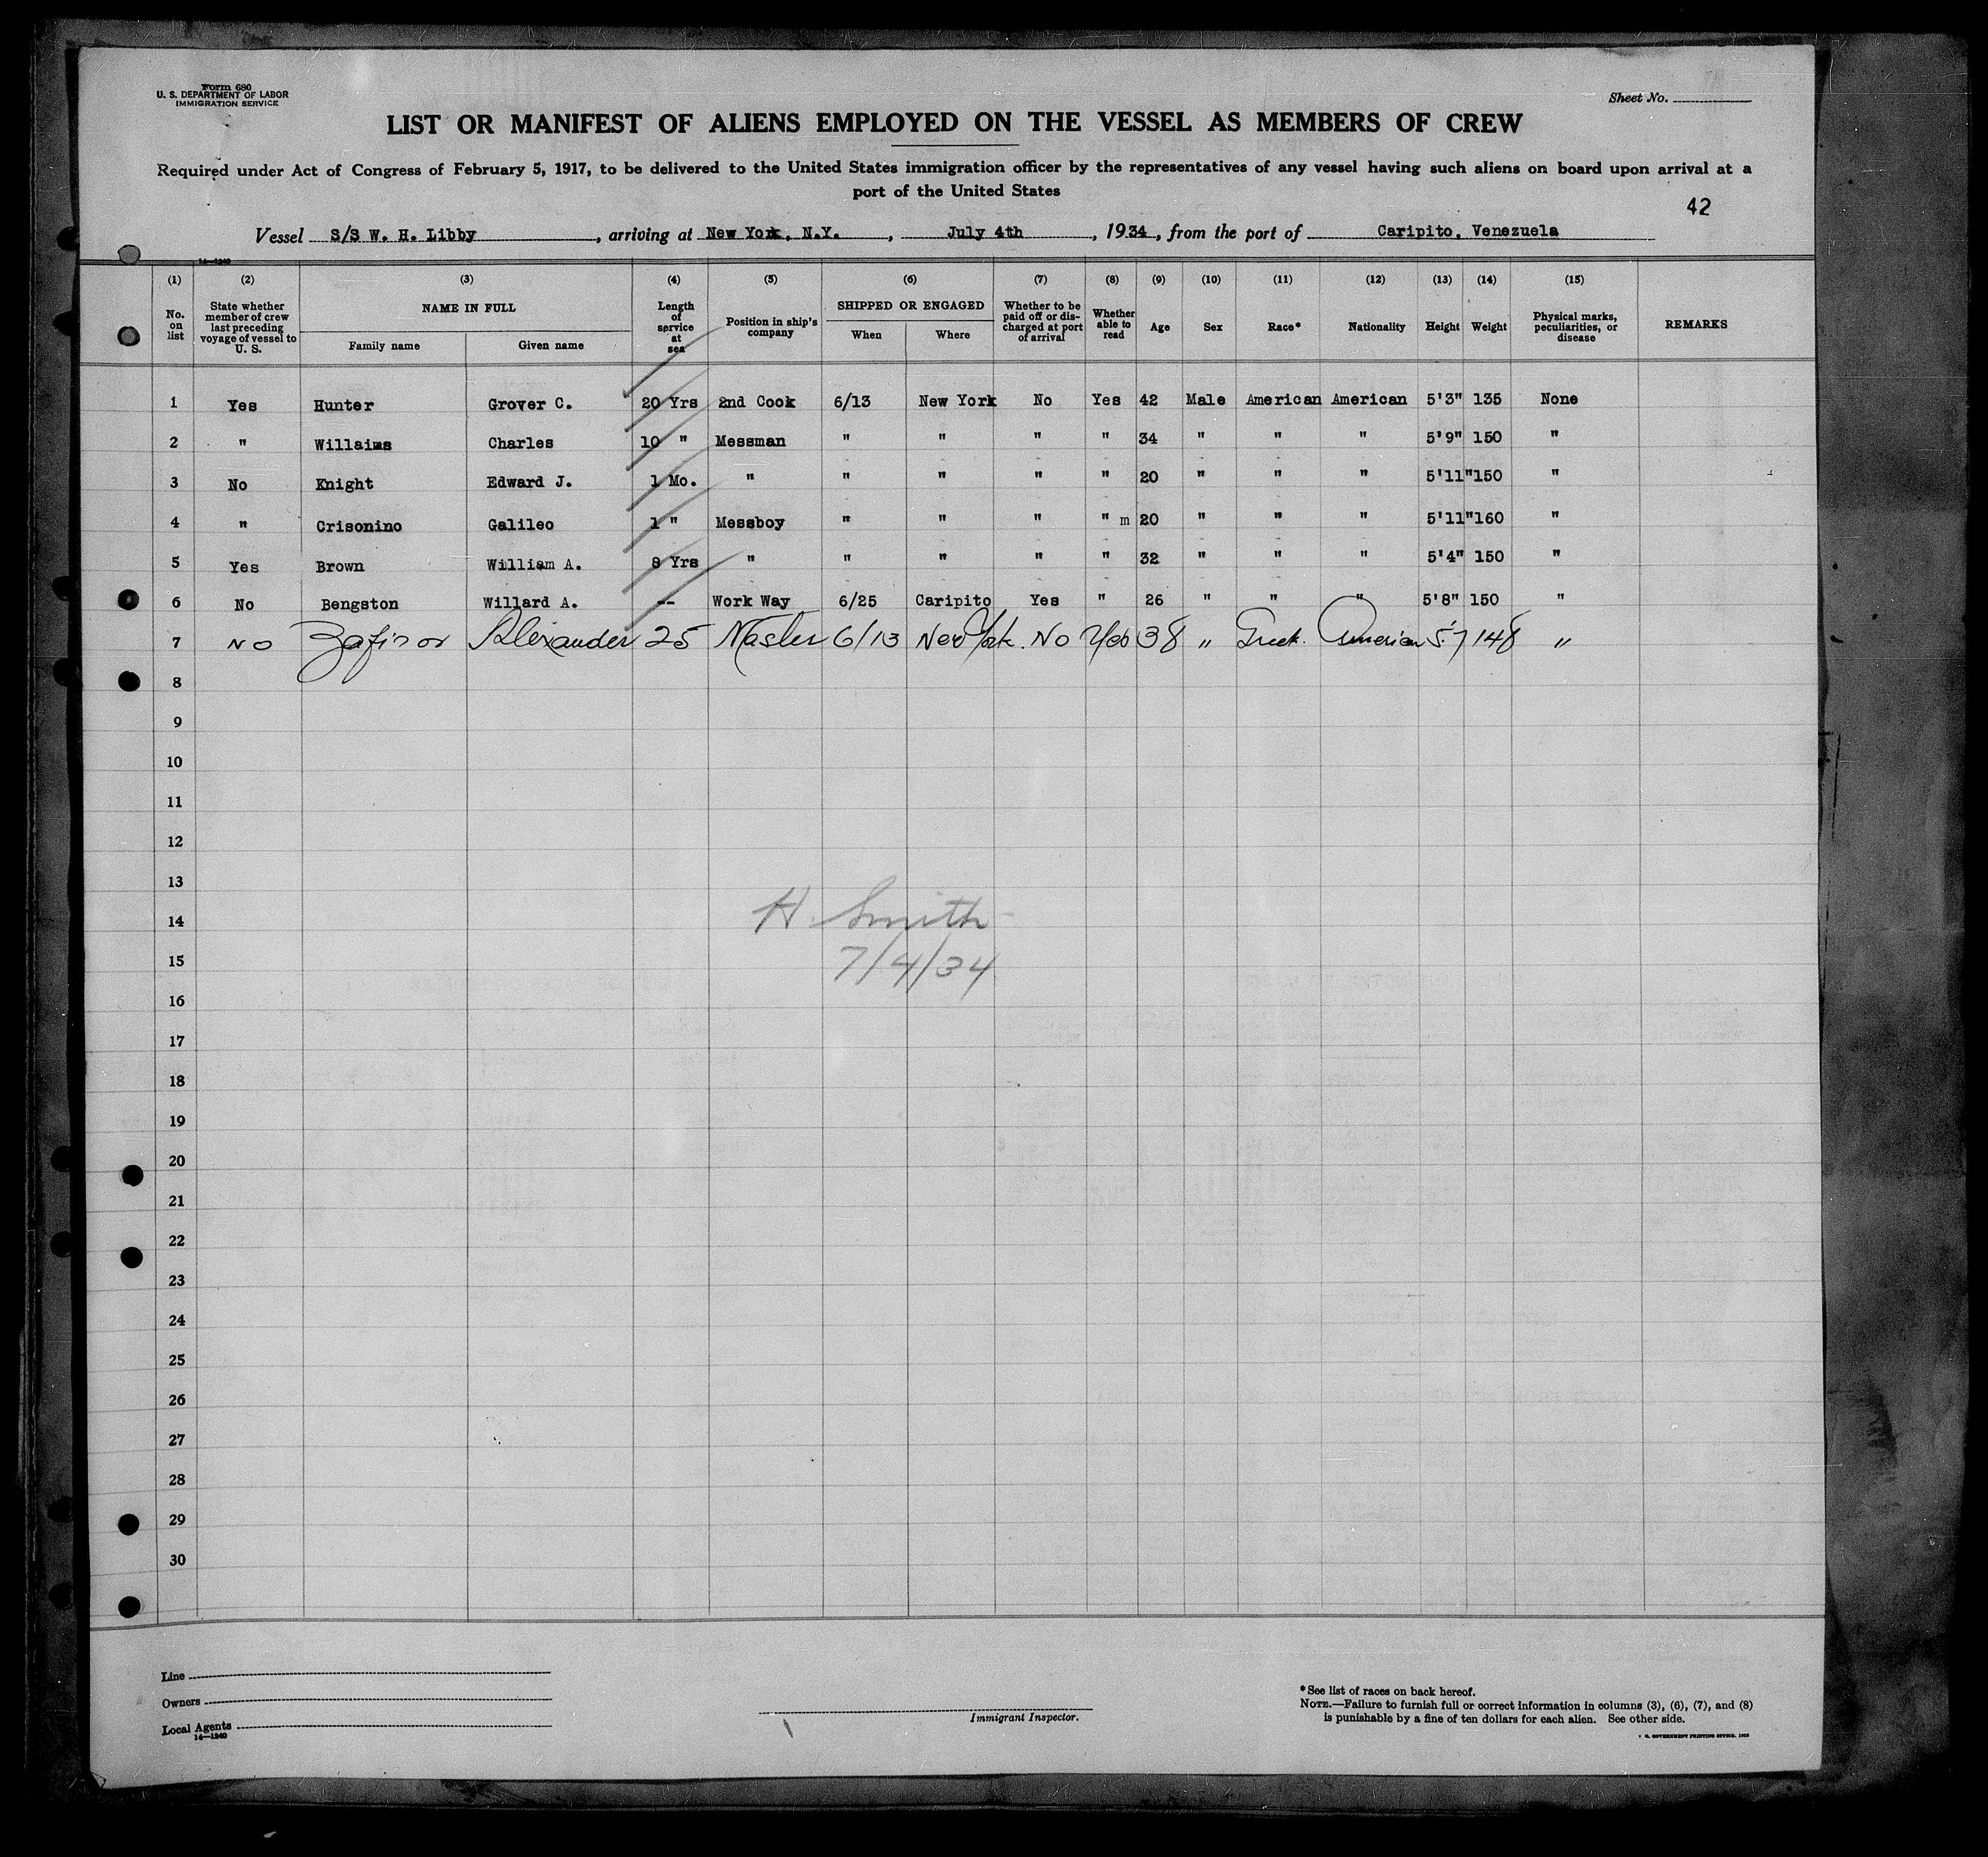 Form 680
U. S. DEPARTMENT OF LABOR
IMMIGRATION SERVICE
Sheet No.
LIST OR MANIFEST OF ALIENS EMPLOYED ON THE VESSEL AS MEMBERS OF CREW
Required under Act of Congress of February 5, 1917, to be delivered to the United States immigration officer by the representatives of any vessel having such aliens on board upon arrival at a
port of the United States
42
Vessel S/S W. H. Libby, arriving at New York, N.Y., July 4th, 1934, from the port of Caripito, Venezuela
14—1240
(1) (2) (3) (4) (5) (6) (7) (8) (9) (10) (11) (12) (13) (14) (15)
No. on list
State whether member of crew last preceding voyage of vessel to U. S.
NAME IN FULL
Family name Given name
Length of service at sea
Position in ship's company
SHIPPED OR ENGAGED
When Where
Whether to be paid off or discharged at port of arrival
Whether able to read
Age
Sex
Race*
Nationality
Height
Weight
Physical marks, peculiarities, or disease
REMARKS
1 Yes Hunter Grover C. 20 Yrs 2nd Cook 6/13 New York No Yes 42 Male American American 5'3" 135 None
2 " Willaims Charles 10 " Messman " " " " 34 " " " 5'9" 150 "
3 No Knight Edward J. 1 Mo. " " " " " 20 " " " 5'11" 150 "
4 " Crisonino Galileo 1 " Messboy " " " " m 20 " " " 5'11" 160 "
5 Yes Brown William A. 8 Yrs " " " " " 32 " " " 5'4" 150 "
6 No Bengston Willard A. -- Work Way 6/25 Caripito Yes " 26 " " " 5'8" 150 "
7 No Alexander 25 Master 6/13 New York. No Yes 38 " Greek. American 5'7 148 "
8
9
10
11
12
13
14
H. Smith
15
7/4/34
16
17
18
19
20
21
22
23
24
25
26
27
28
29
30
Line
Owners
Local Agents
14—1240
Immigrant Inspector.
*See list of races on back hereof.
NOTE.—Failure to furnish full or correct information in columns (3), (6), (7), and (8)
is punishable by a fine of ten dollars for each alien. See other side.
GOVERNMENT PRINTING OFFICE